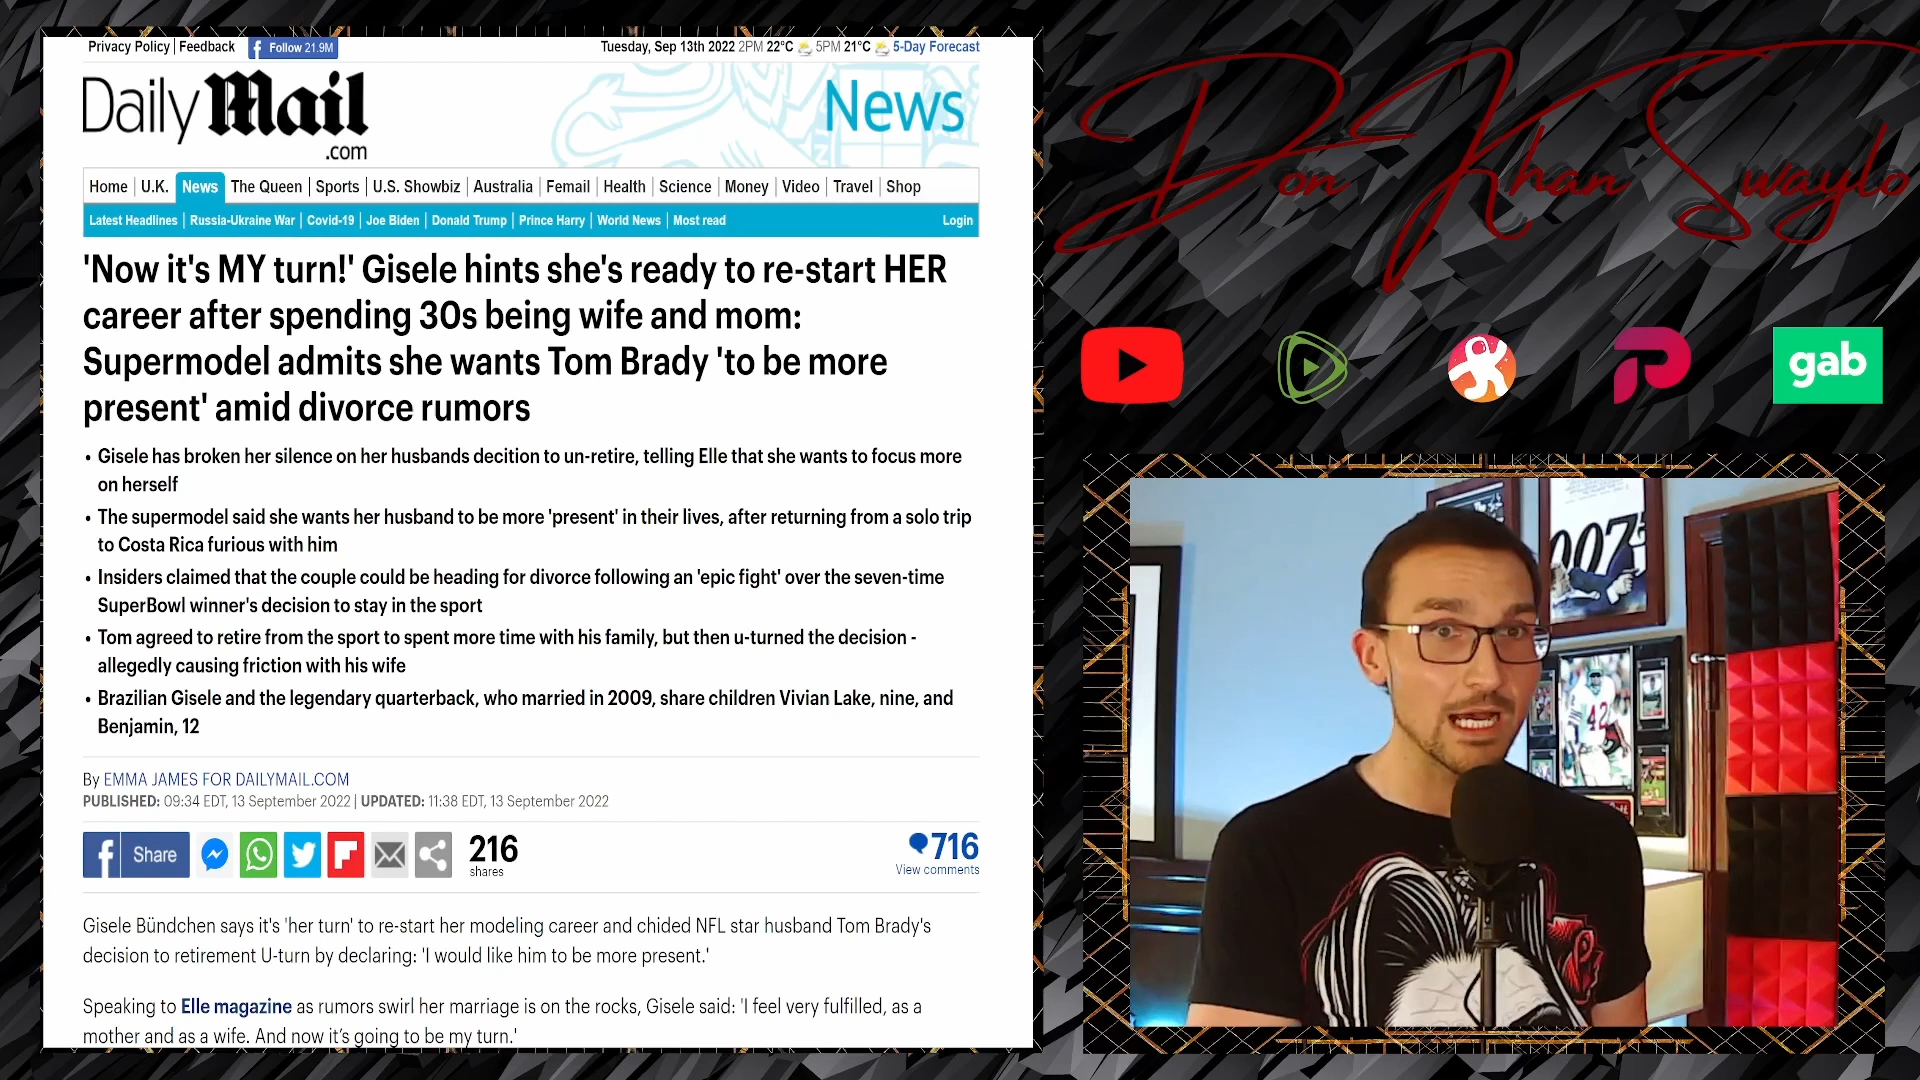 Privacy Policy | Feedback Follow 21.9M Tuesday, Sep 13th 2022 2PM 22°C 5PM 21°C 5-Day Forecast
Daily Mail
.com
News
Home U.K. News The Queen Sports U.S. Showbiz Australia Femail Health Science Money Video Travel Shop
Latest Headlines Russia-Ukraine War Covid-19 Joe Biden Donald Trump Prince Harry World News Most read Login
'Now it's MY turn!' Gisele hints she's ready to re-start HER
career after spending 30s being wife and mom:
Supermodel admits she wants Tom Brady 'to be more
present' amid divorce rumors
• Gisele has broken her silence on her husbands decition to un-retire, telling Elle that she wants to focus more
on herself
• The supermodel said she wants her husband to be more 'present' in their lives, after returning from a solo trip
to Costa Rica furious with him
• Insiders claimed that the couple could be heading for divorce following an 'epic fight' over the seven-time
SuperBowl winner's decision to stay in the sport
• Tom agreed to retire from the sport to spent more time with his family, but then u-turned the decision -
allegedly causing friction with his wife
• Brazilian Gisele and the legendary quarterback, who married in 2009, share children Vivian Lake, nine, and
Benjamin, 12
By EMMA JAMES FOR DAILYMAIL.COM
PUBLISHED: 09:34 EDT, 13 September 2022 | UPDATED: 11:38 EDT, 13 September 2022
Share 216
shares
716
View comments
Gisele Bündchen says it's 'her turn' to re-start her modeling career and chided NFL star husband Tom Brady's
decision to retirement U-turn by declaring: 'I would like him to be more present.'
Speaking to Elle magazine as rumors swirl her marriage is on the rocks, Gisele said: 'I feel very fulfilled, as a
mother and as a wife. And now it's going to be my turn.'
Don Khan Swaylo
gab
007
42